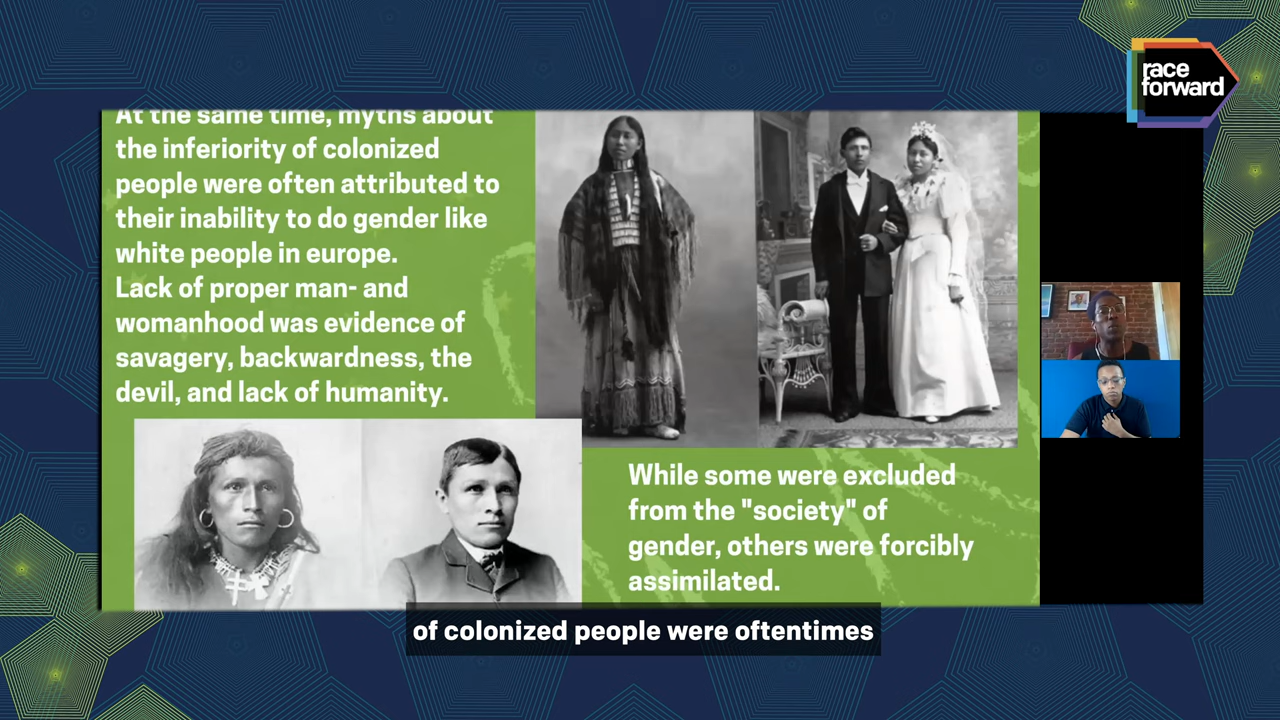 race
forward
At the same time, myths about
the inferiority of colonized
people were often attributed to
their inability to do gender like
white people in europe.
Lack of proper man- and
womanhood was evidence of
savagery, backwardness, the
devil, and lack of humanity.
While some were excluded
from the "society" of
gender, others were forcibly
assimilated.
of colonized people were oftentimes